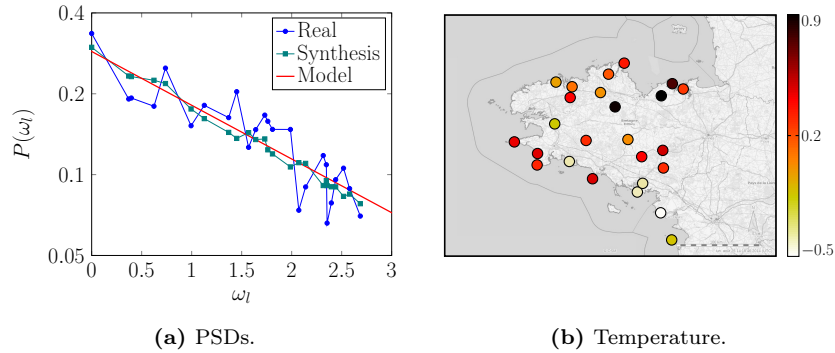 0.4
0.2
0.1
0.05
P(ω_l)
0 0.5 1 1.5 2 2.5 3
ω_l
Real
Synthesis
Model
0.9
0.2
−0.5
(a) PSDs.
(b) Temperature.